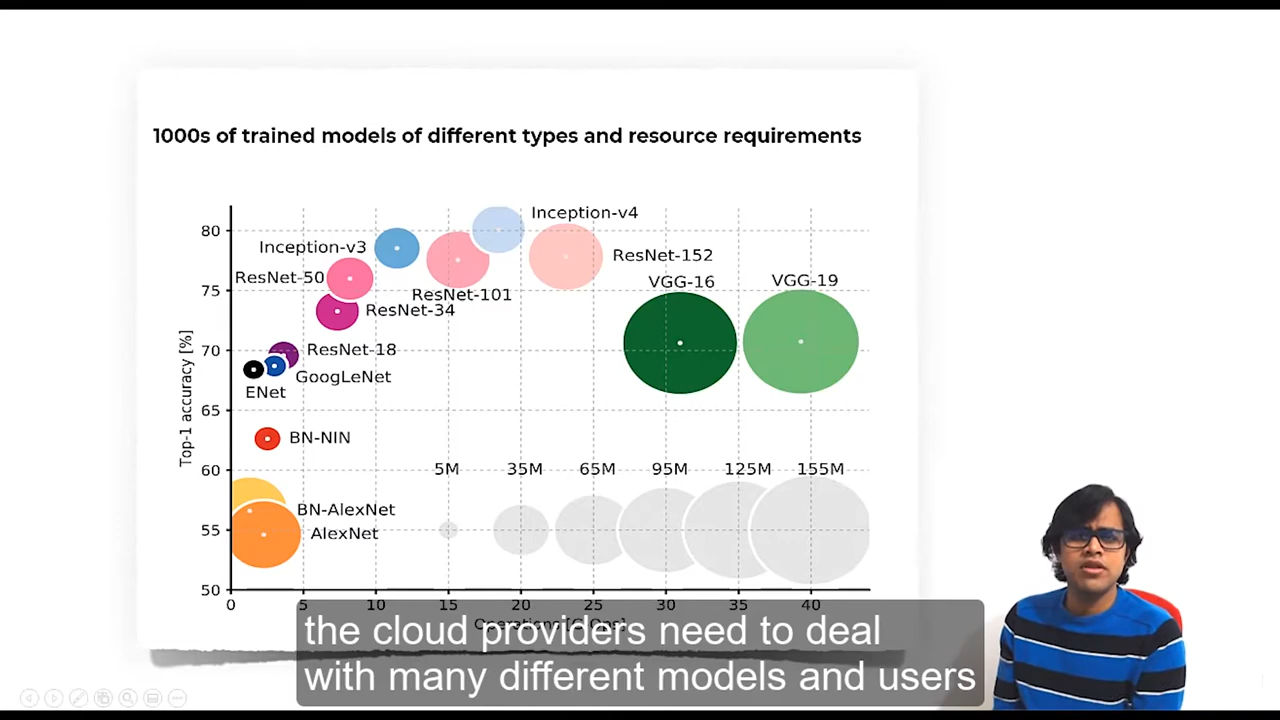 1000s of trained models of different types and resource requirements
Inception-v4
80
Inception-v3
ResNet-152
ResNet-50
VGG-16
VGG-19
75
ResNet-101
ResNet-34
70
ResNet-18
GoogLeNet
ENet
65
Top-1 accuracy [%]
BN-NIN
60
5M
35M
65M
95M
125M
155M
BN-AlexNet
55
AlexNet
50
0
5
10
15
20
25
30
35
40
Operations [G-Ops]
the cloud providers need to deal
with many different models and users